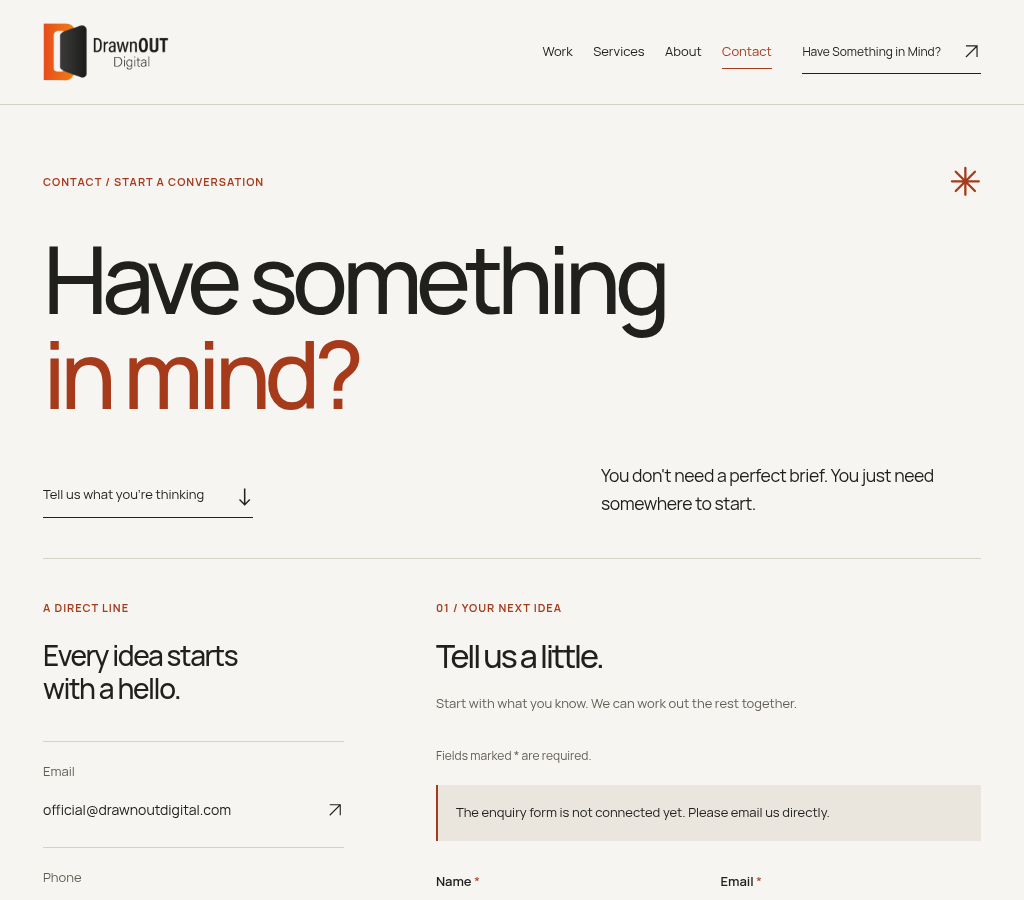 DrawnOUT
Digital
Work
Services
About
Contact
Have Something in Mind?
CONTACT / START A CONVERSATION
Have something
in mind?
Tell us what you're thinking
You don't need a perfect brief. You just need
somewhere to start.
A DIRECT LINE
Every idea starts
with a hello.
Email
official@drawnoutdigital.com
Phone
01 / YOUR NEXT IDEA
Tell us a little.
Start with what you know. We can work out the rest together.
Fields marked * are required.
The enquiry form is not connected yet. Please email us directly.
Name *
Email *